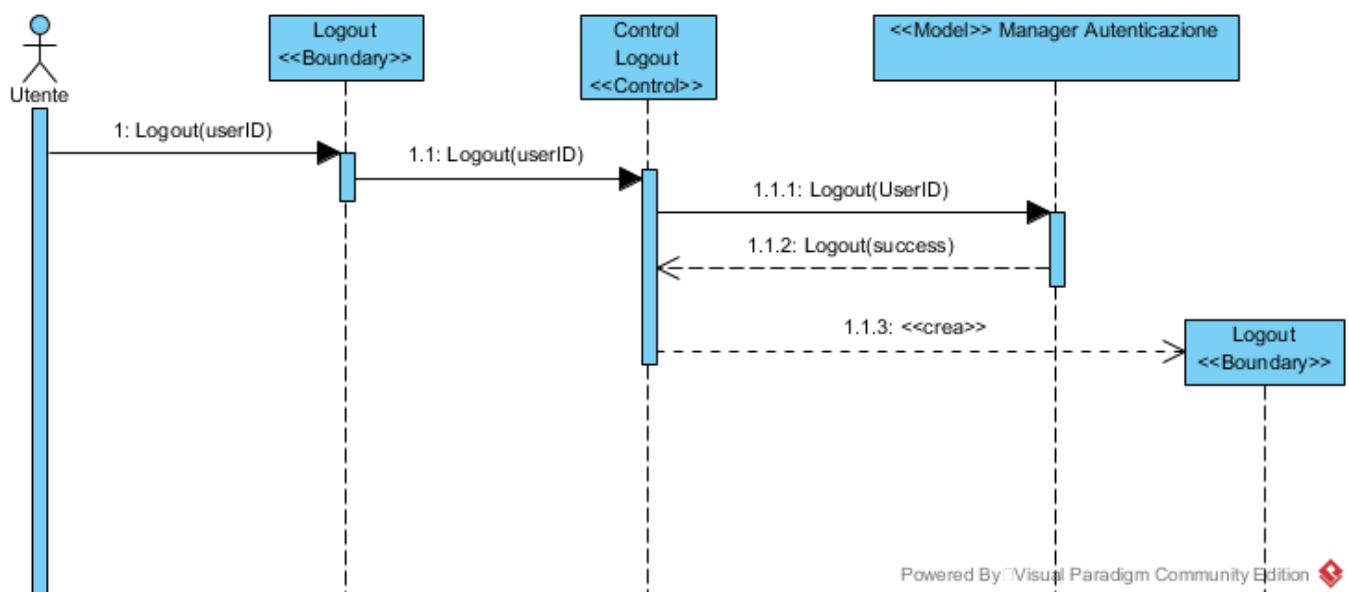 Logout
<<Boundary>>
Control
Logout
<<Control>>
<<Model>> Manager Autenticazione
Utente
1: Logout(userID)
1.1: Logout(userID)
1.1.1: Logout(UserID)
1.1.2: Logout(success)
1.1.3: <<crea>>
Logout
<<Boundary>>
Powered By Visual Paradigm Community Edition